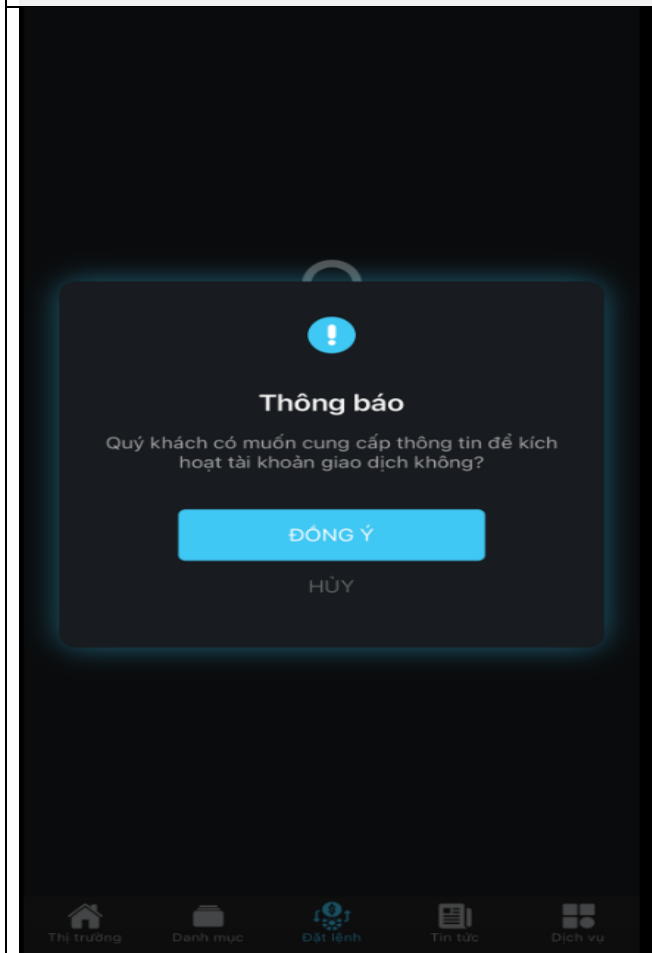 Thông báo
Quý khách có muốn cung cấp thông tin để kích
hoạt tài khoản giao dịch không?
ĐỒNG Ý
HỦY
Thị trường
Danh mục
Đặt lệnh
Tin tức
Dịch vụ